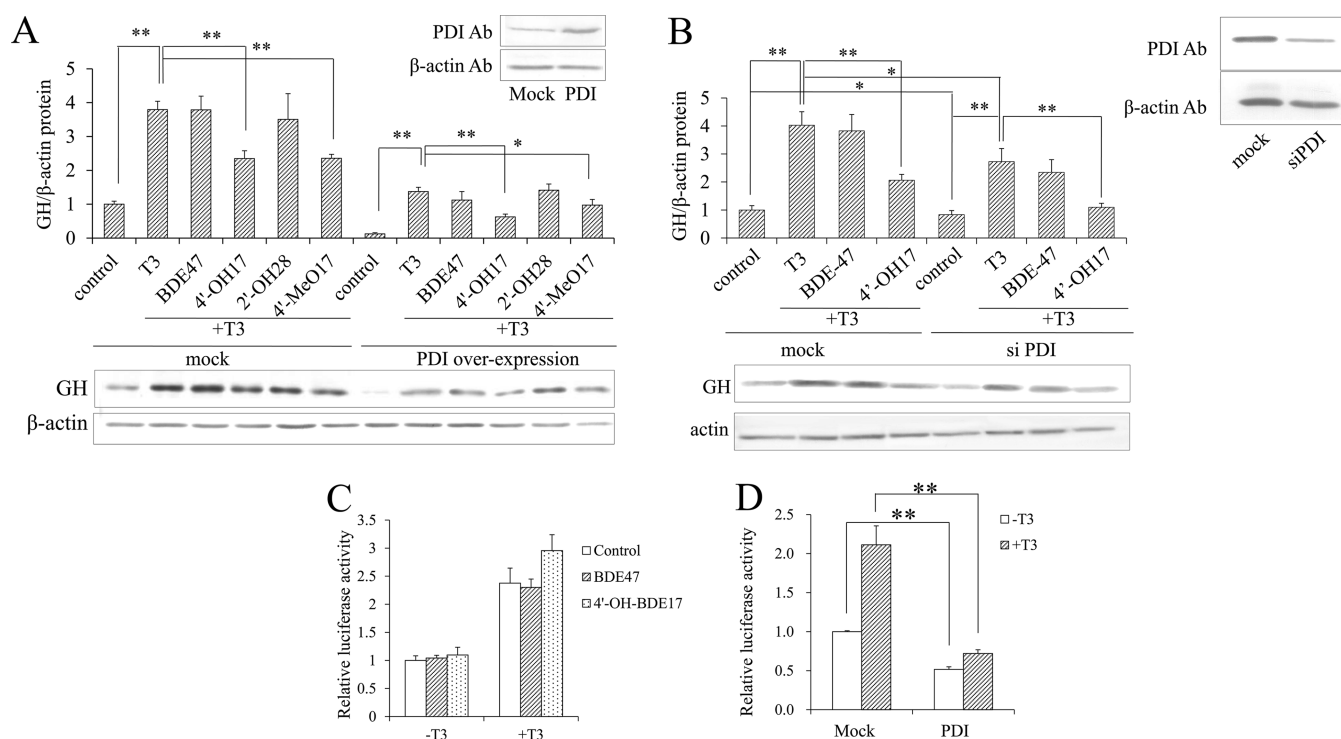 A
PDI Ab
β-actin Ab
Mock PDI
** ** **
** ** *
GH/β-actin protein
5
4
3
2
1
0
control T3 BDE47 4'-OH17 2'-OH28 4'-MeO17 control T3 BDE47 4'-OH17 2'-OH28 4'-MeO17
+T3 +T3
mock PDI over-expression
GH
β-actin
B
PDI Ab
β-actin Ab
mock siPDI
** **
*
* ** **
GH/β-actin protein
5
4
3
2
1
0
control T3 BDE-47 4'-OH17 control T3 BDE-47 4'-OH17
+T3 +T3
mock si PDI
GH
actin
C
Relative luciferase activity
3.5
3
2.5
2
1.5
1
0.5
0
-T3 +T3
Control
BDE47
4'-OH-BDE17
D
Relative luciferase activity
2.5
2.0
1.5
1.0
0.5
0.0
**
**
-T3
+T3
Mock PDI